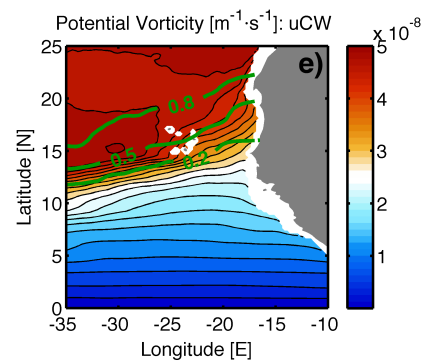 Potential Vorticity [m⁻¹·s⁻¹]: uCW
x 10⁻⁸
e)
25
20
15
10
5
0
0.8
0.5
0.2
5
4
3
2
1
0
-35 -30 -25 -20 -15 -10
Latitude [N]
Longitude [E]